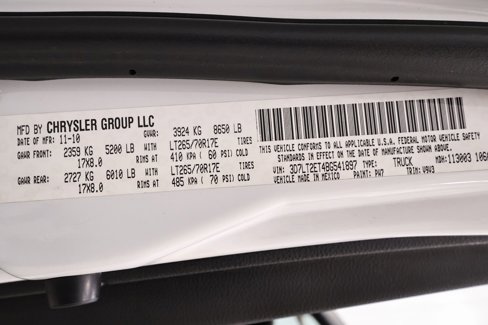 MFD BY CHRYSLER GROUP LLC
DATE OF MFR: 11-10 GVWR: 3924 KG 8650 LB
GAWR FRONT: 2359 KG 5200 LB WITH LT265/70R17E TIRES
17X8.0 RIMS AT 410 KPA ( 60 PSI) COLD
GAWR REAR: 2727 KG 6010 LB WITH LT265/70R17E TIRES
17X8.0 RIMS AT 485 KPA ( 70 PSI) COLD
THIS VEHICLE CONFORMS TO ALL APPLICABLE U.S.A. FEDERAL MOTOR VEHICLE
STANDARDS IN EFFECT ON THE DATE OF MANUFACTURE SHOWN ABOVE
VIN: 3D7LT2ET4BG541897 TYPE: TRUCK MDH: 113003
VEHICLE MADE IN MEXICO PAINT: PW7 TRIM: V9V3